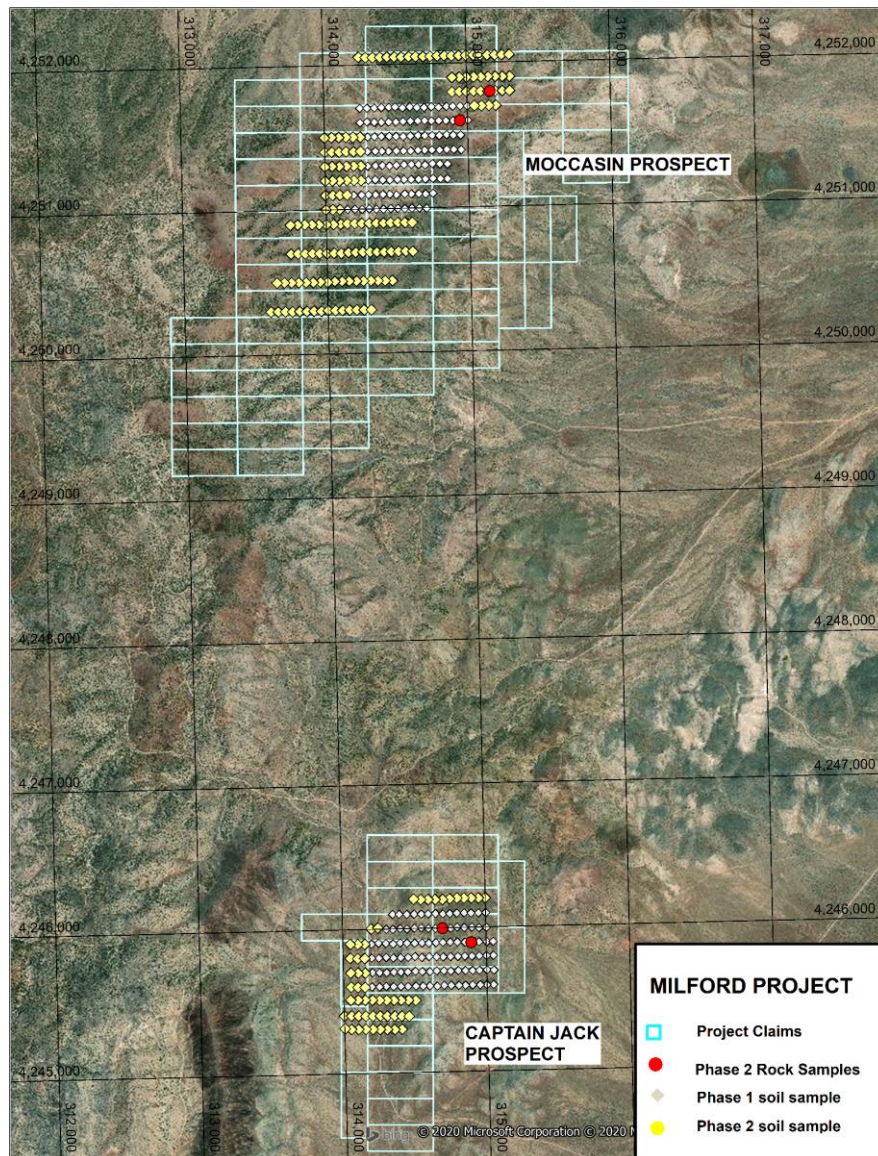 313,000
314,000
315,000
316,000
317,000
4,252,000
4,252,000
MOCCASIN PROSPECT
4,251,000
4,251,000
4,250,000
4,250,000
4,249,000
4,249,000
4,248,000
4,248,000
4,247,000
4,247,000
4,246,000
4,246,000
MILFORD PROJECT
Project Claims
Phase 2 Rock Samples
Phase 1 soil sample
Phase 2 soil sample
CAPTAIN JACK
PROSPECT
4,245,000
312,000
313,000
314,000
bing © 2020 Microsoft Corporation © 2020